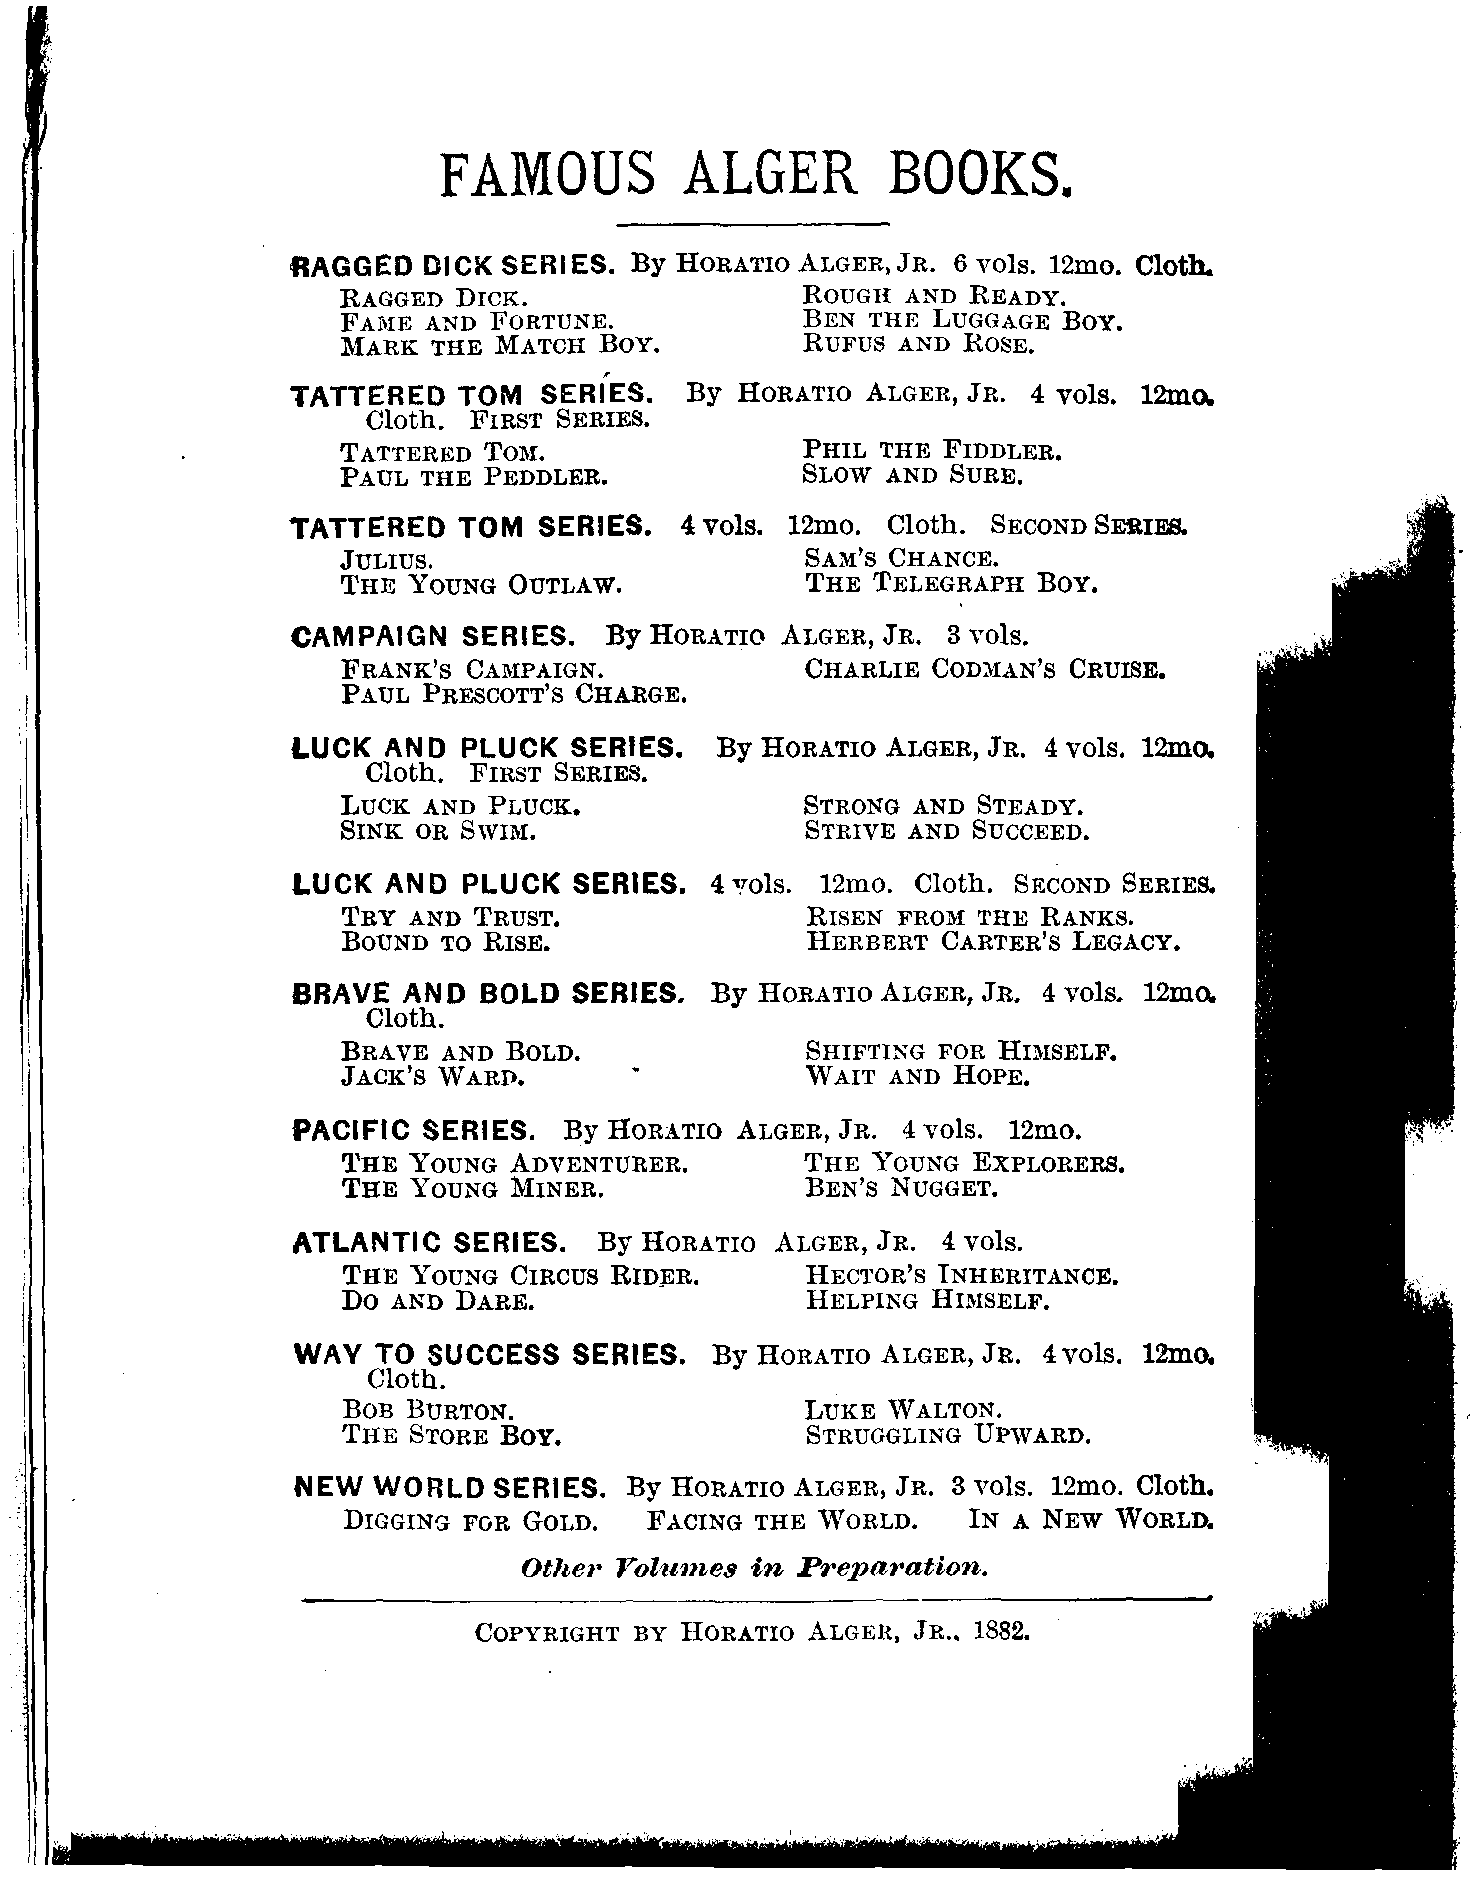 FAMOUS ALGER BOOKS.
RAGGED DICK SERIES. By HORATIO ALGER, JR. 6 vols. 12mo. Cloth.
RAGGED DICK. ROUGH AND READY.
FAME AND FORTUNE. BEN THE LUGGAGE BOY.
MARK THE MATCH BOY. RUFUS AND ROSE.
TATTERED TOM SERIES. By HORATIO ALGER, JR. 4 vols. 12mo.
Cloth. FIRST SERIES.
TATTERED TOM. PHIL THE FIDDLER.
PAUL THE PEDDLER. SLOW AND SURE.
TATTERED TOM SERIES. 4 vols. 12mo. Cloth. SECOND SERIES.
JULIUS. SAM'S CHANCE.
THE YOUNG OUTLAW. THE TELEGRAPH BOY.
CAMPAIGN SERIES. By HORATIO ALGER, JR. 3 vols.
FRANK'S CAMPAIGN. CHARLIE CODMAN'S CRUISE.
PAUL PRESCOTT'S CHARGE.
LUCK AND PLUCK SERIES. By HORATIO ALGER, JR. 4 vols. 12mo.
Cloth. FIRST SERIES.
LUCK AND PLUCK. STRONG AND STEADY.
SINK OR SWIM. STRIVE AND SUCCEED.
LUCK AND PLUCK SERIES. 4 vols. 12mo. Cloth. SECOND SERIES.
TRY AND TRUST. RISEN FROM THE RANKS.
BOUND TO RISE. HERBERT CARTER'S LEGACY.
BRAVE AND BOLD SERIES. By HORATIO ALGER, JR. 4 vols. 12mo.
Cloth.
BRAVE AND BOLD. SHIFTING FOR HIMSELF.
JACK'S WARD. WAIT AND HOPE.
PACIFIC SERIES. By HORATIO ALGER, JR. 4 vols. 12mo.
THE YOUNG ADVENTURER. THE YOUNG EXPLORERS.
THE YOUNG MINER. BEN'S NUGGET.
ATLANTIC SERIES. By HORATIO ALGER, JR. 4 vols.
THE YOUNG CIRCUS RIDER. HECTOR'S INHERITANCE.
DO AND DARE. HELPING HIMSELF.
WAY TO SUCCESS SERIES. By HORATIO ALGER, JR. 4 vols. 12mo.
Cloth.
BOB BURTON. LUKE WALTON.
THE STORE BOY. STRUGGLING UPWARD.
NEW WORLD SERIES. By HORATIO ALGER, JR. 3 vols. 12mo. Cloth.
DIGGING FOR GOLD. FACING THE WORLD. IN A NEW WORLD.
Other Volumes in Preparation.
COPYRIGHT BY HORATIO ALGER, JR., 1882.